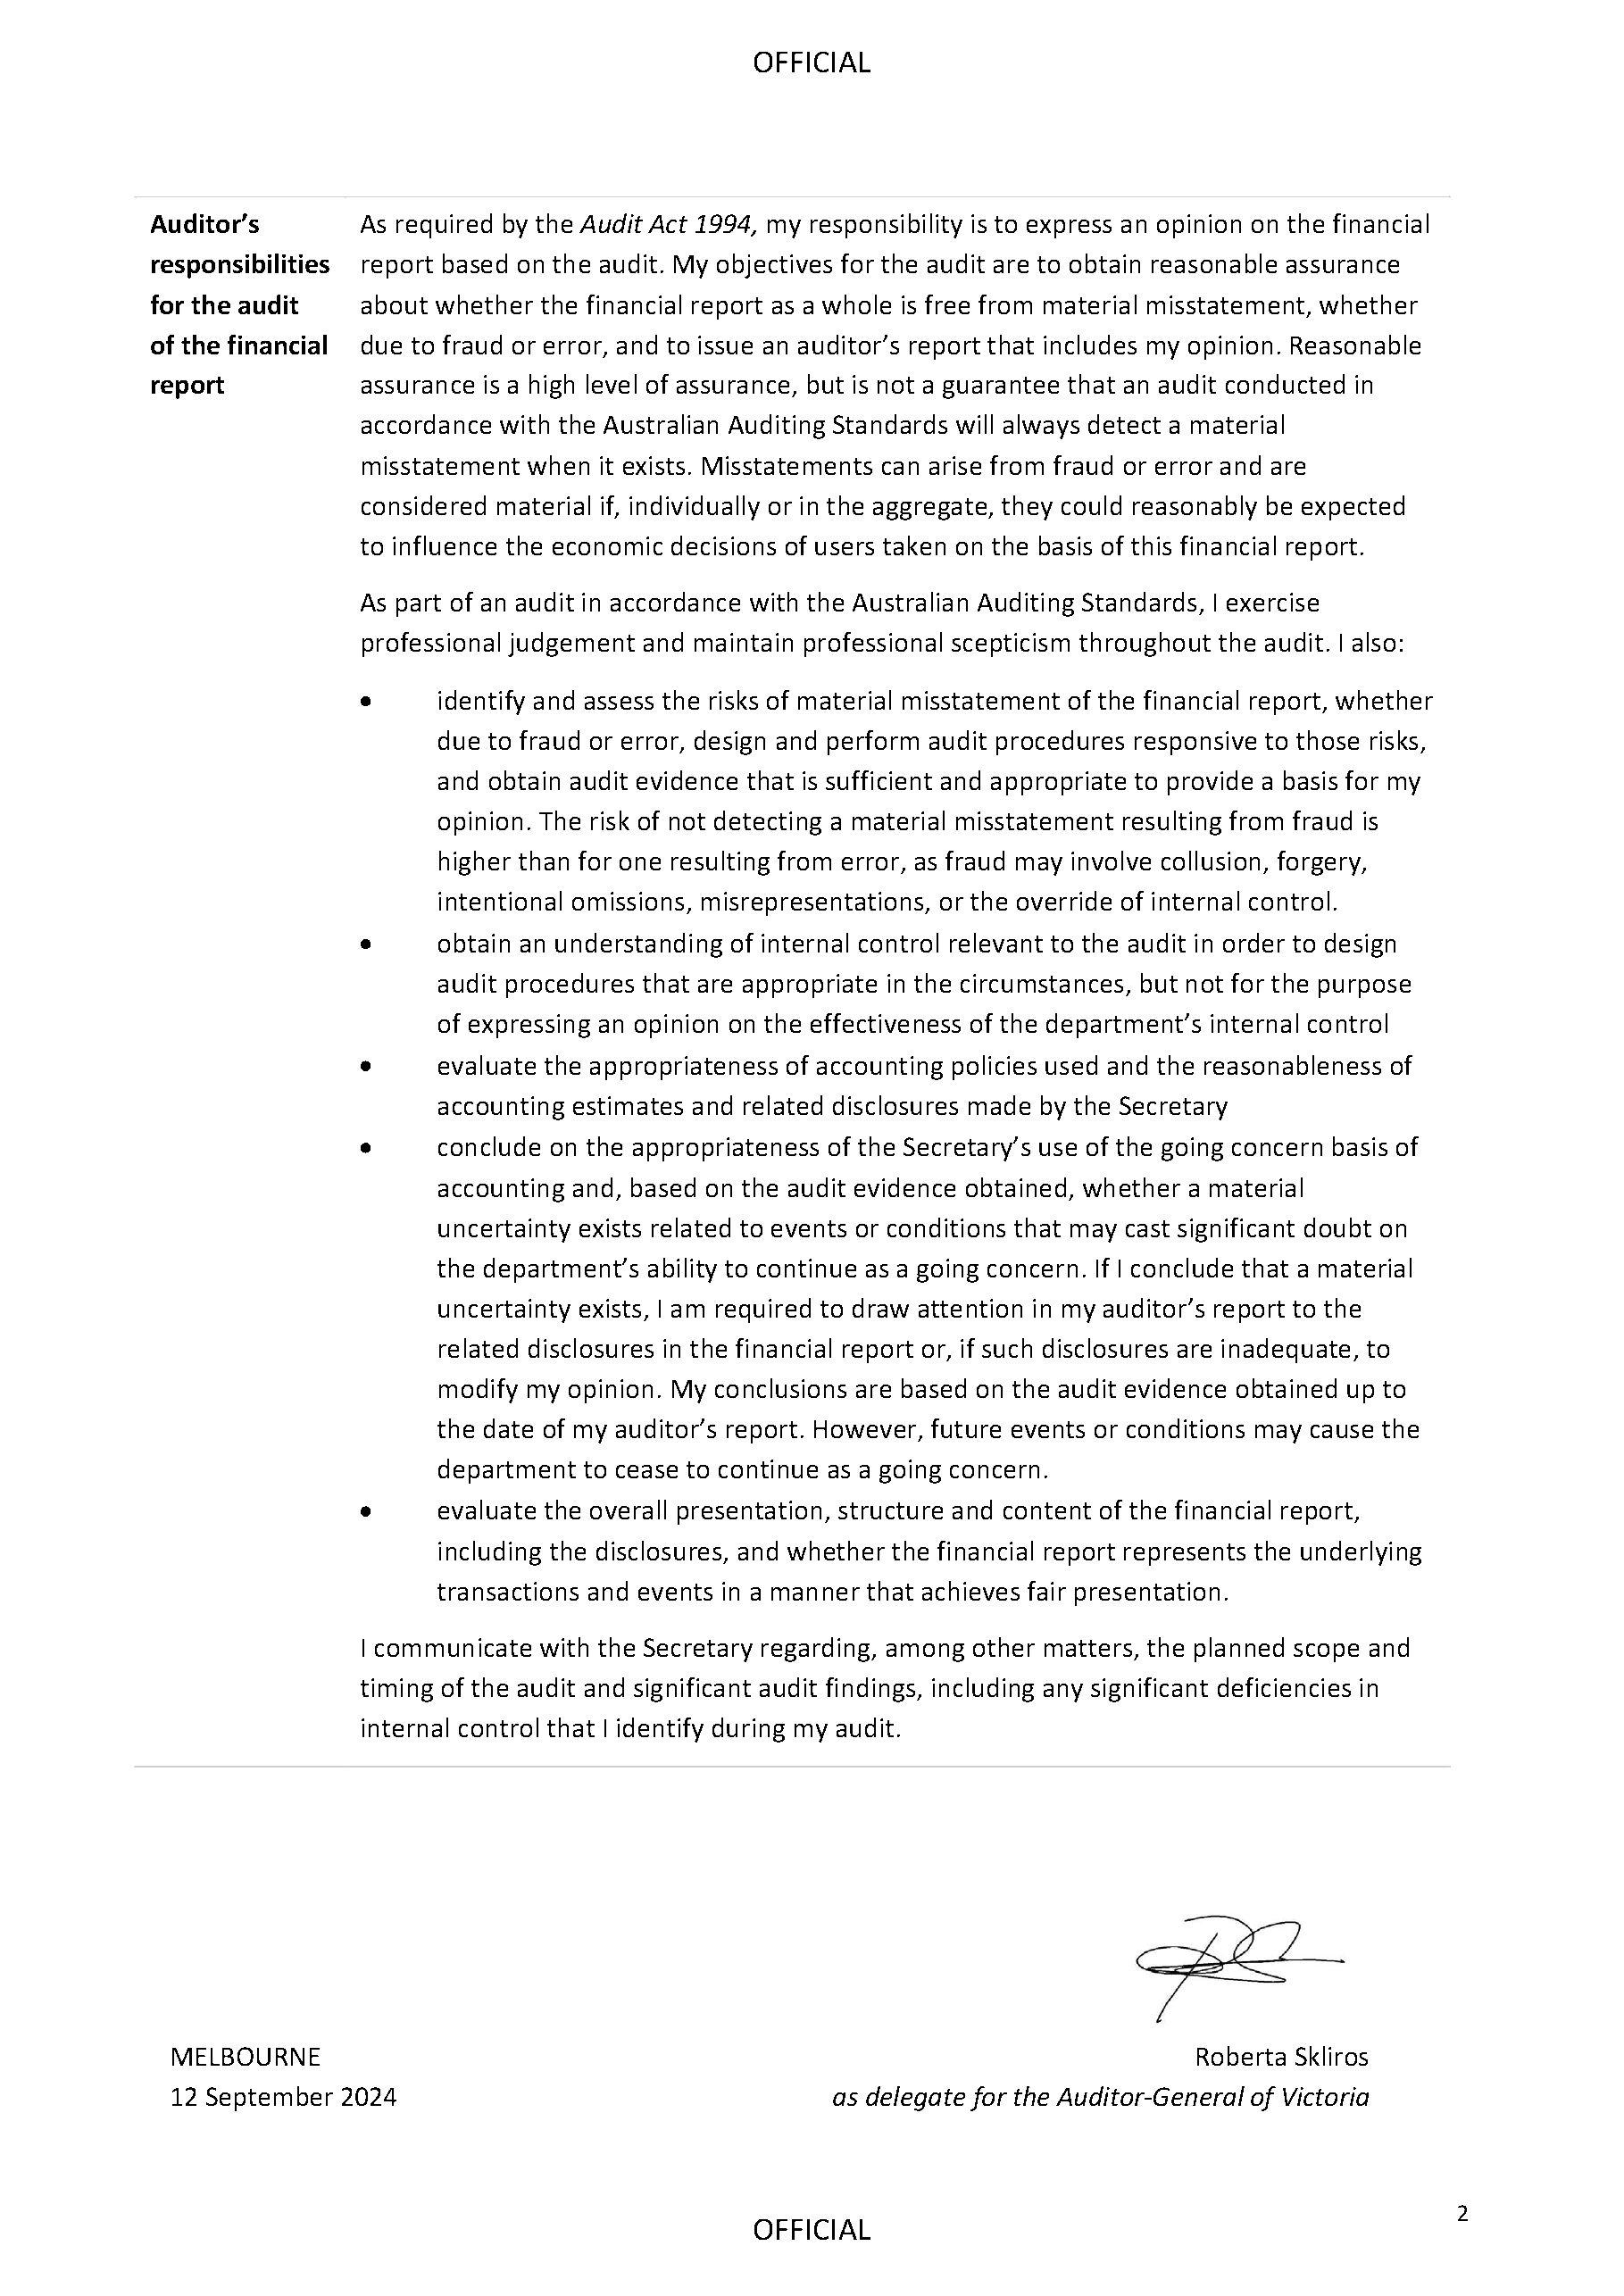 OFFICIAL
Auditor’s
responsibilities
for the audit
of the financial
report
As required by the Audit Act 1994, my responsibility is to express an opinion on the financial
report based on the audit. My objectives for the audit are to obtain reasonable assurance
about whether the financial report as a whole is free from material misstatement, whether
due to fraud or error, and to issue an auditor’s report that includes my opinion. Reasonable
assurance is a high level of assurance, but is not a guarantee that an audit conducted in
accordance with the Australian Auditing Standards will always detect a material
misstatement when it exists. Misstatements can arise from fraud or error and are
considered material if, individually or in the aggregate, they could reasonably be expected
to influence the economic decisions of users taken on the basis of this financial report.
As part of an audit in accordance with the Australian Auditing Standards, I exercise
professional judgement and maintain professional scepticism throughout the audit. I also:
• identify and assess the risks of material misstatement of the financial report, whether
due to fraud or error, design and perform audit procedures responsive to those risks,
and obtain audit evidence that is sufficient and appropriate to provide a basis for my
opinion. The risk of not detecting a material misstatement resulting from fraud is
higher than for one resulting from error, as fraud may involve collusion, forgery,
intentional omissions, misrepresentations, or the override of internal control.
• obtain an understanding of internal control relevant to the audit in order to design
audit procedures that are appropriate in the circumstances, but not for the purpose
of expressing an opinion on the effectiveness of the department’s internal control
• evaluate the appropriateness of accounting policies used and the reasonableness of
accounting estimates and related disclosures made by the Secretary
• conclude on the appropriateness of the Secretary’s use of the going concern basis of
accounting and, based on the audit evidence obtained, whether a material
uncertainty exists related to events or conditions that may cast significant doubt on
the department’s ability to continue as a going concern. If I conclude that a material
uncertainty exists, I am required to draw attention in my auditor’s report to the
related disclosures in the financial report or, if such disclosures are inadequate, to
modify my opinion. My conclusions are based on the audit evidence obtained up to
the date of my auditor’s report. However, future events or conditions may cause the
department to cease to continue as a going concern.
• evaluate the overall presentation, structure and content of the financial report,
including the disclosures, and whether the financial report represents the underlying
transactions and events in a manner that achieves fair presentation.
I communicate with the Secretary regarding, among other matters, the planned scope and
timing of the audit and significant audit findings, including any significant deficiencies in
internal control that I identify during my audit.
MELBOURNE
12 September 2024
Roberta Skliros
as delegate for the Auditor-General of Victoria
2
OFFICIAL